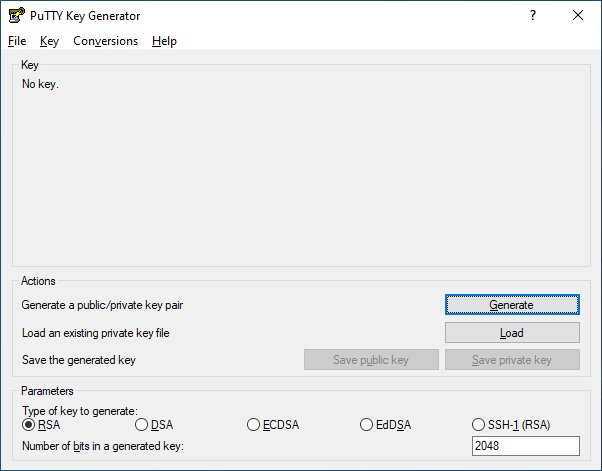 PuTTY Key Generator
?
File Key Conversions Help
Key
No key.
Actions
Generate a public/private key pair Generate
Load an existing private key file Load
Save the generated key Save public key Save private key
Parameters
Type of key to generate:
RSA DSA ECDSA EdDSA SSH-1 (RSA)
Number of bits in a generated key: 2048